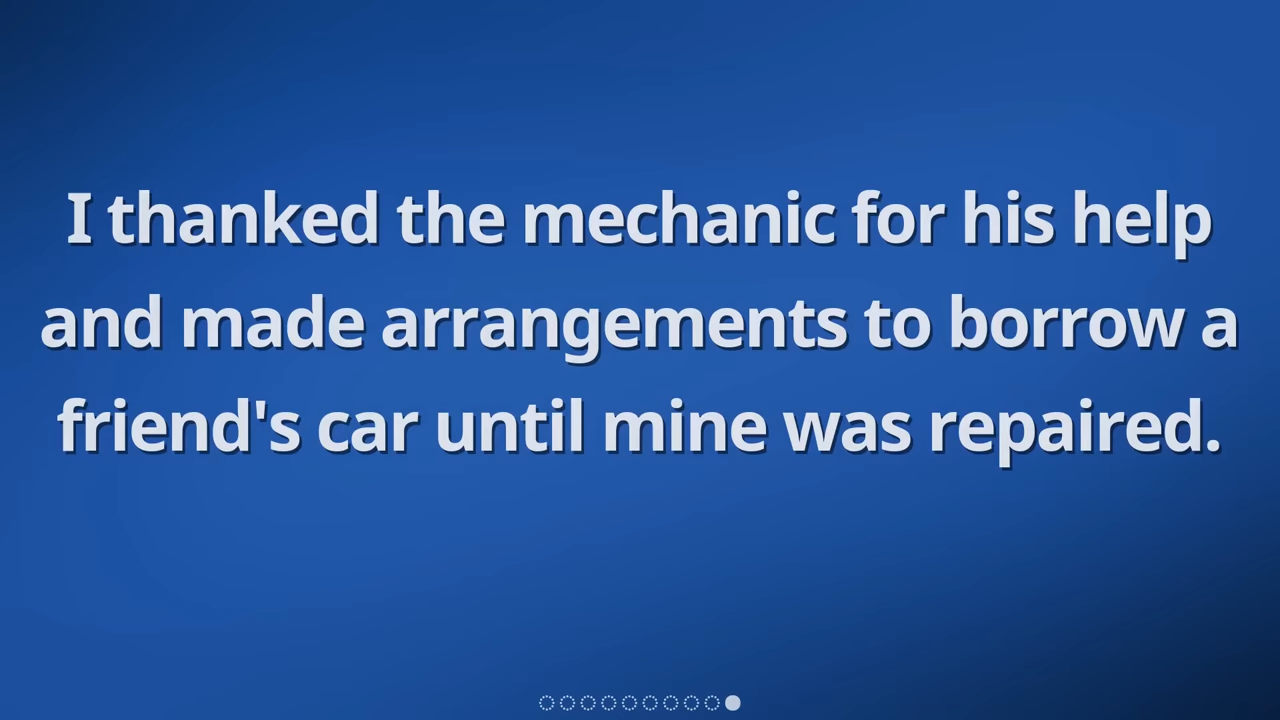 I thanked the mechanic for his help
and made arrangements to borrow a
friend's car until mine was repaired.